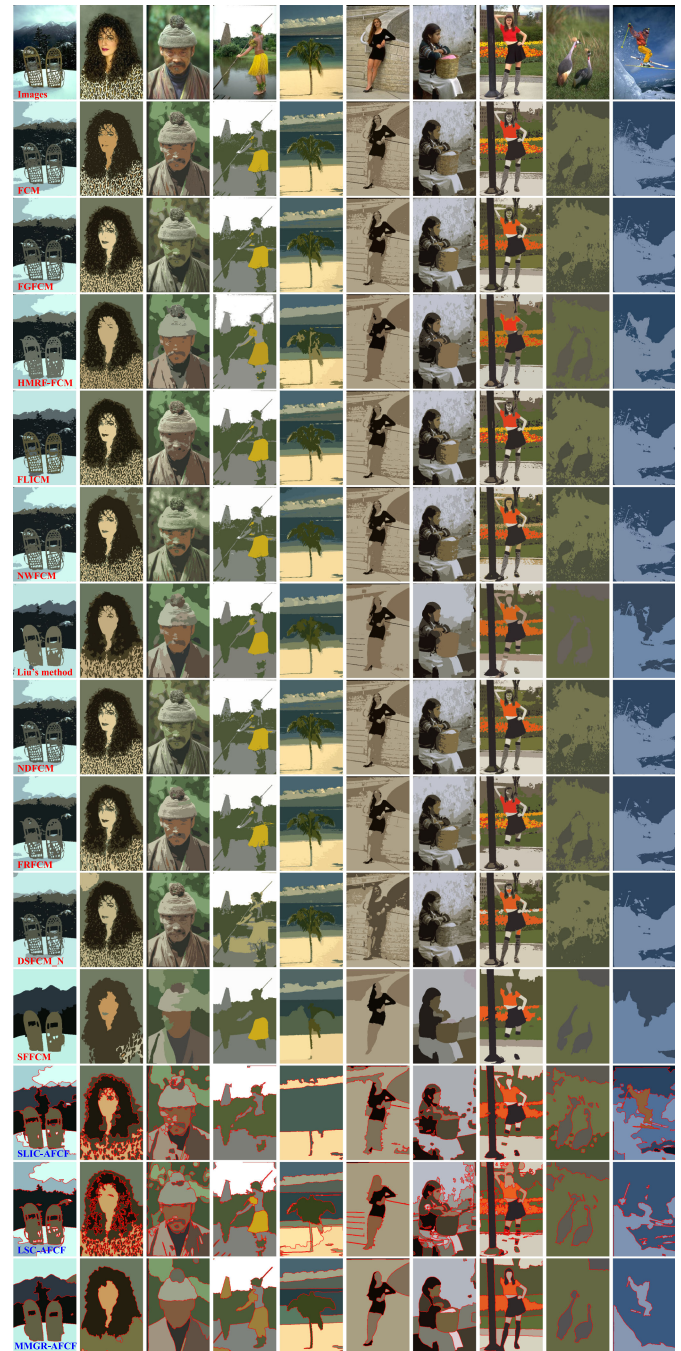 Images
FCM
FGFCM
HMRF-FCM
FLICM
NWFCM
Liu's method
NDFCM
FRFCM
DSFCM_N
SFFCM
SLIC-AFCF
LSC-AFCF
MMGR-AFCF